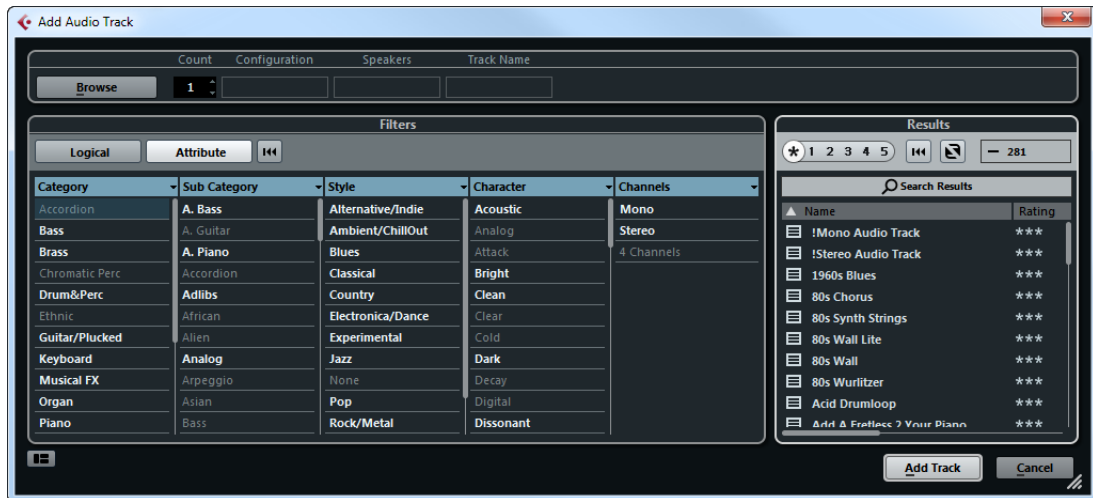 Add Audio Track
Count Configuration Speakers Track Name
Browse 1
Filters
Logical Attribute
Category Sub Category Style Character Channels
Accordion A. Bass Alternative/Indie Acoustic Mono
Bass A. Guitar Ambient/ChillOut Analog Stereo
Brass A. Piano Blues Attack 4 Channels
Chromatic Perc Accordion Classical Bright
Drum&Perc Adlibs Country Clean
Ethnic African Electronica/Dance Clear
Guitar/Plucked Alien Experimental Cold
Keyboard Analog Jazz Dark
Musical FX Arpeggio None Decay
Organ Asian Pop Digital
Piano Bass Rock/Metal Dissonant
Results
* 1 2 3 4 5 281
Search Results
Name Rating
!Mono Audio Track ***
!Stereo Audio Track ***
1960s Blues ***
80s Chorus ***
80s Synth Strings ***
80s Wall Lite ***
80s Wall ***
80s Wurlitzer ***
Acid Drumloop ***
Add A Fretless 2 Your Piano ***
Add Track Cancel